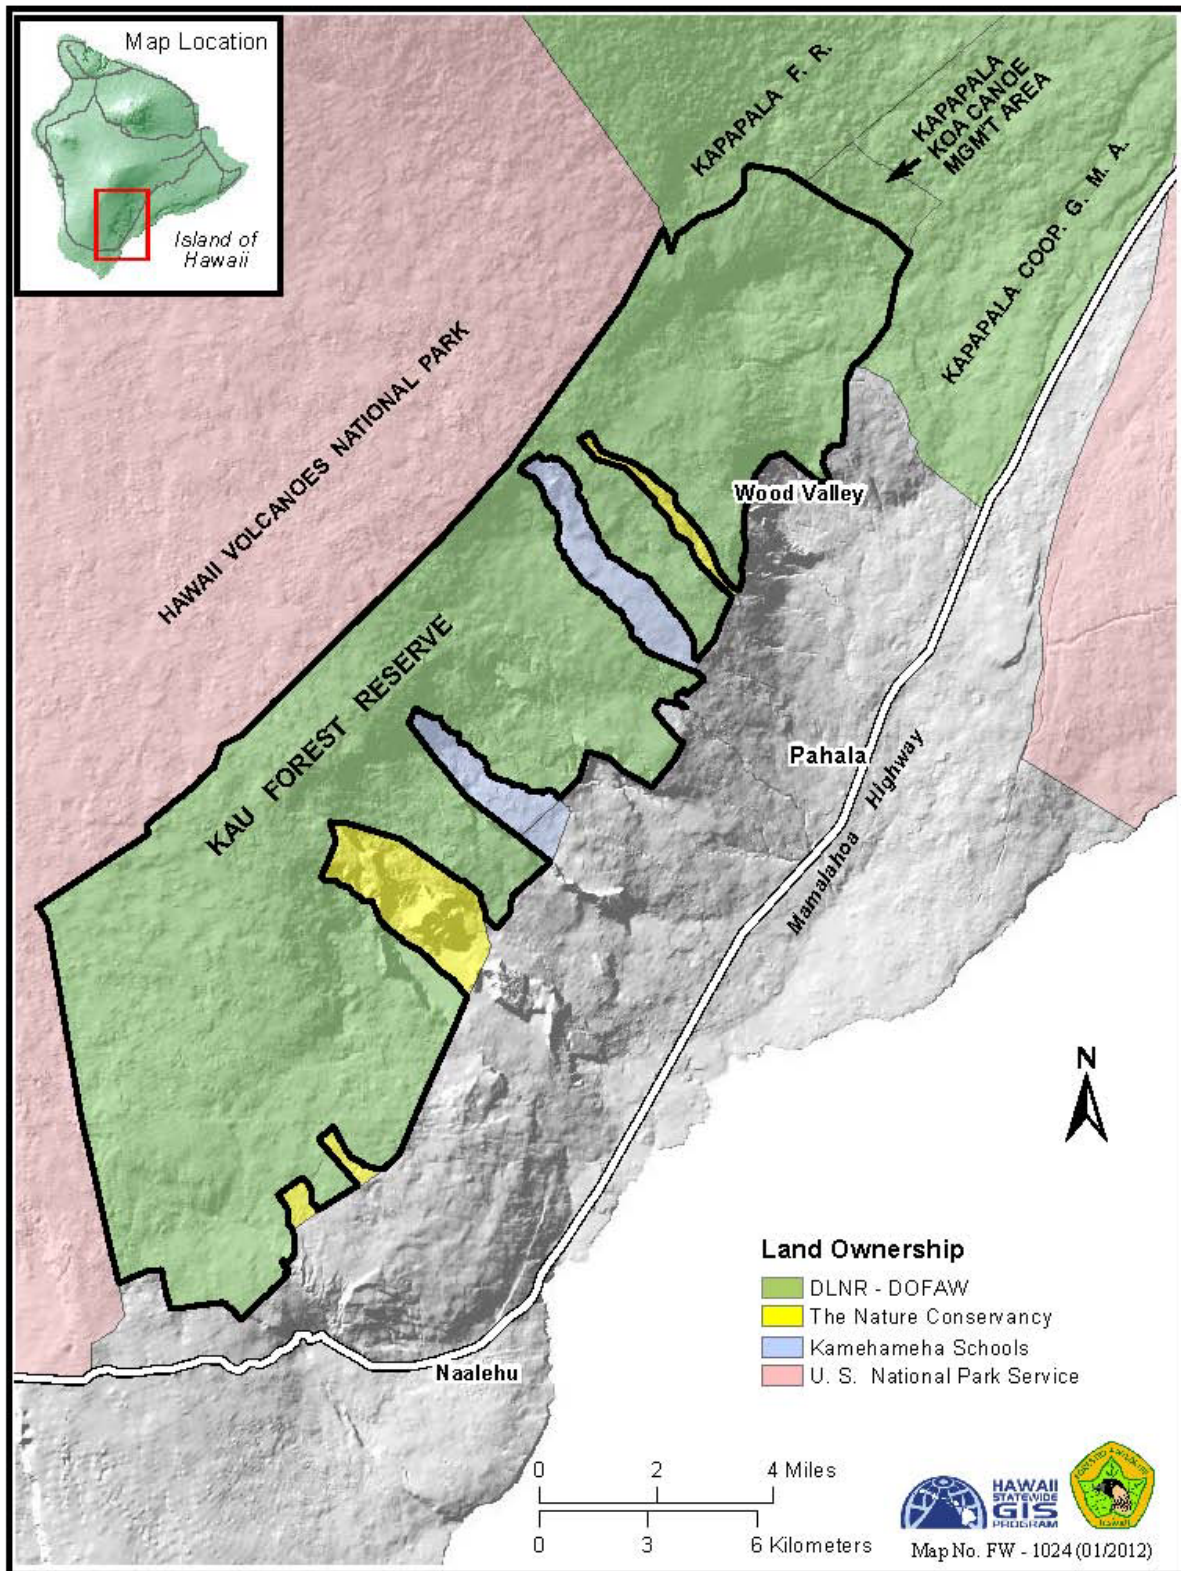 Map Location
Island of
Hawaii
KAPAPALA F. R.
KAPAPALA
KOA CANOE
MGM'T AREA
KAPAPALA COOP. G. M. A.
HAWAII VOLCANOES NATIONAL PARK
Wood Valley
KAU FOREST RESERVE
Pahala
Mamalahoa Highway
N
Land Ownership
DLNR - DOFAW
The Nature Conservancy
Kamehameha Schools
U. S. National Park Service
Naalehu
0 2 4 Miles
0 3 6 Kilometers
HAWAII
STATEWIDE
GIS
PROGRAM
Map No. FW - 1024 (01/2012)